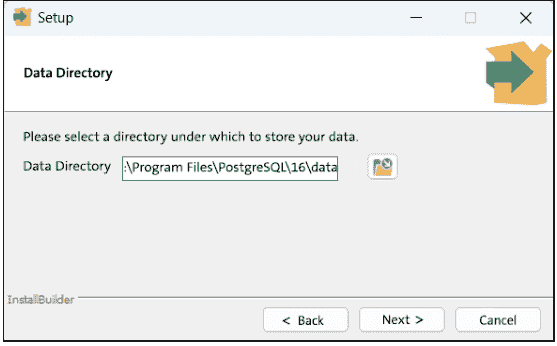 Setup
Data Directory
Please select a directory under which to store your data.
Data Directory :\Program Files\PostgreSQL\16\data
InstallBuilder
< Back Next > Cancel